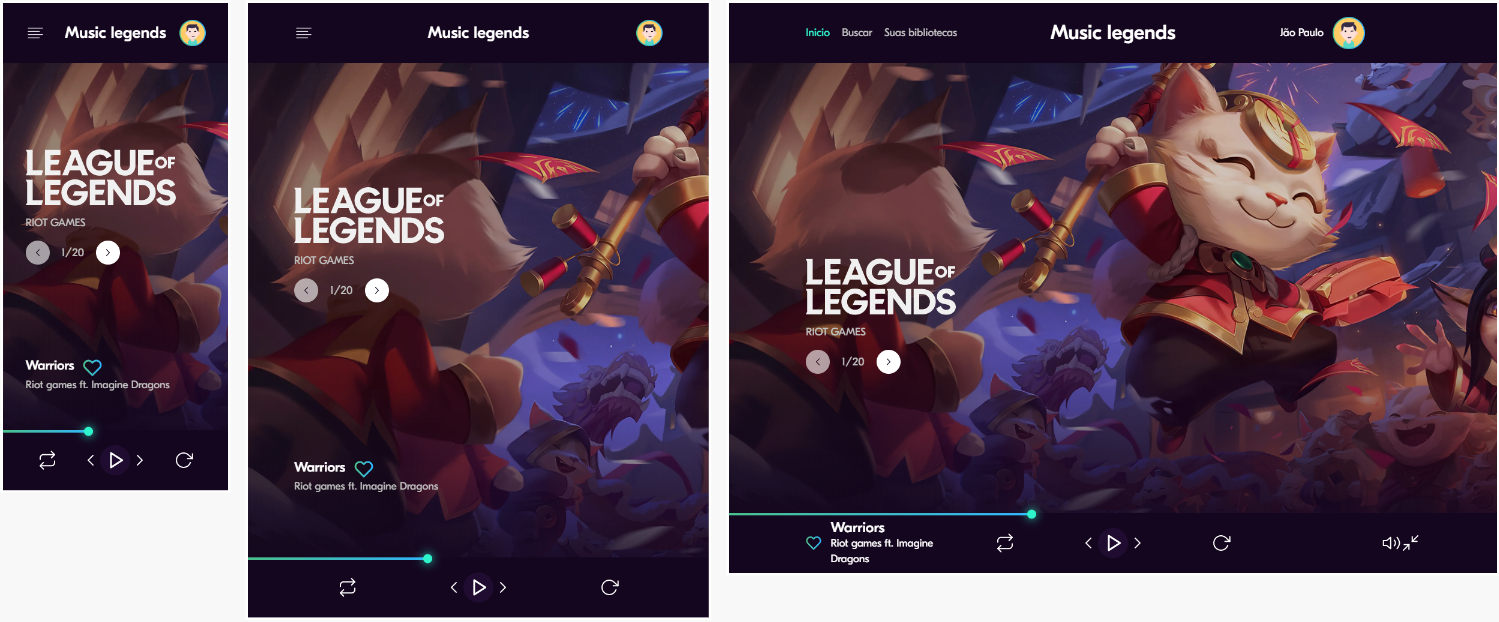 Music legends
LEAGUE OF
LEGENDS
RIOT GAMES
1/20
Warriors
Riot games ft. Imagine Dragons
Music legends
LEAGUE OF
LEGENDS
RIOT GAMES
1/20
Warriors
Riot games ft. Imagine Dragons
Inicio Buscar Suas bibliotecas Music legends Jão Paulo
LEAGUE OF
LEGENDS
RIOT GAMES
1/20
Warriors
Riot games ft. Imagine
Dragons